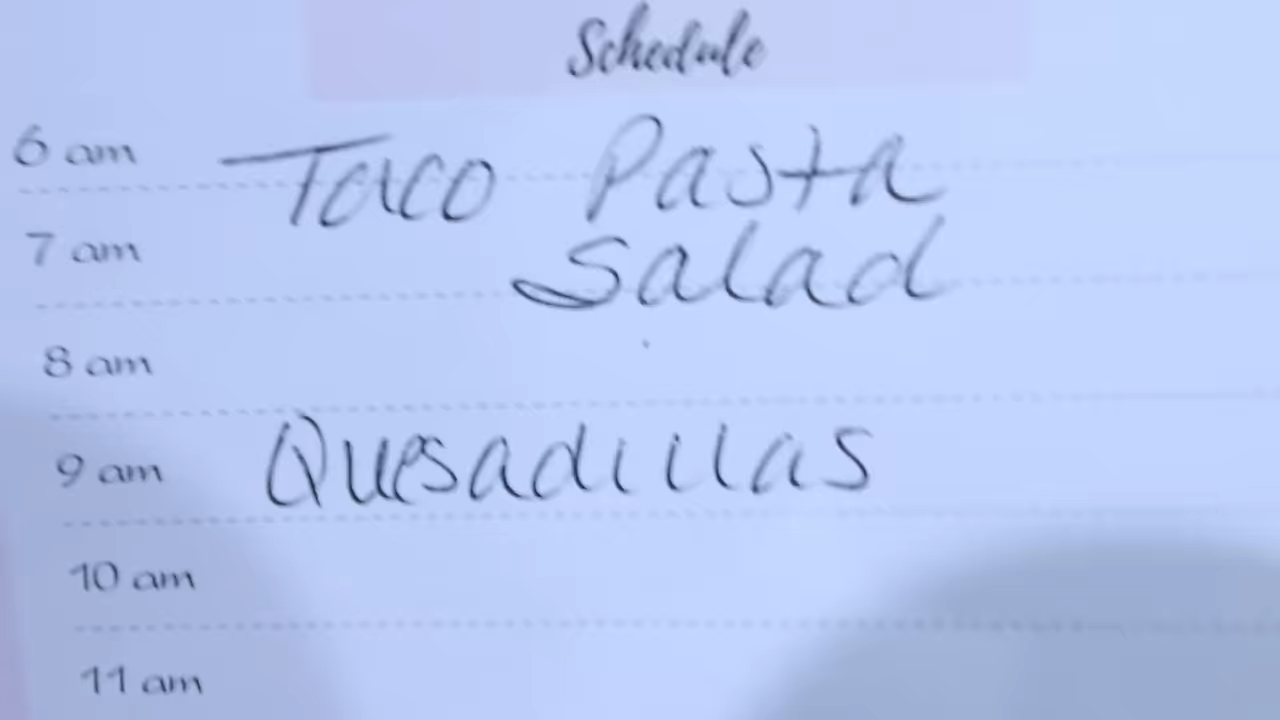 Schedule
6 am Taco Pasta
7 am Salad
8 am
9 am Quesadillas
10 am
11 am